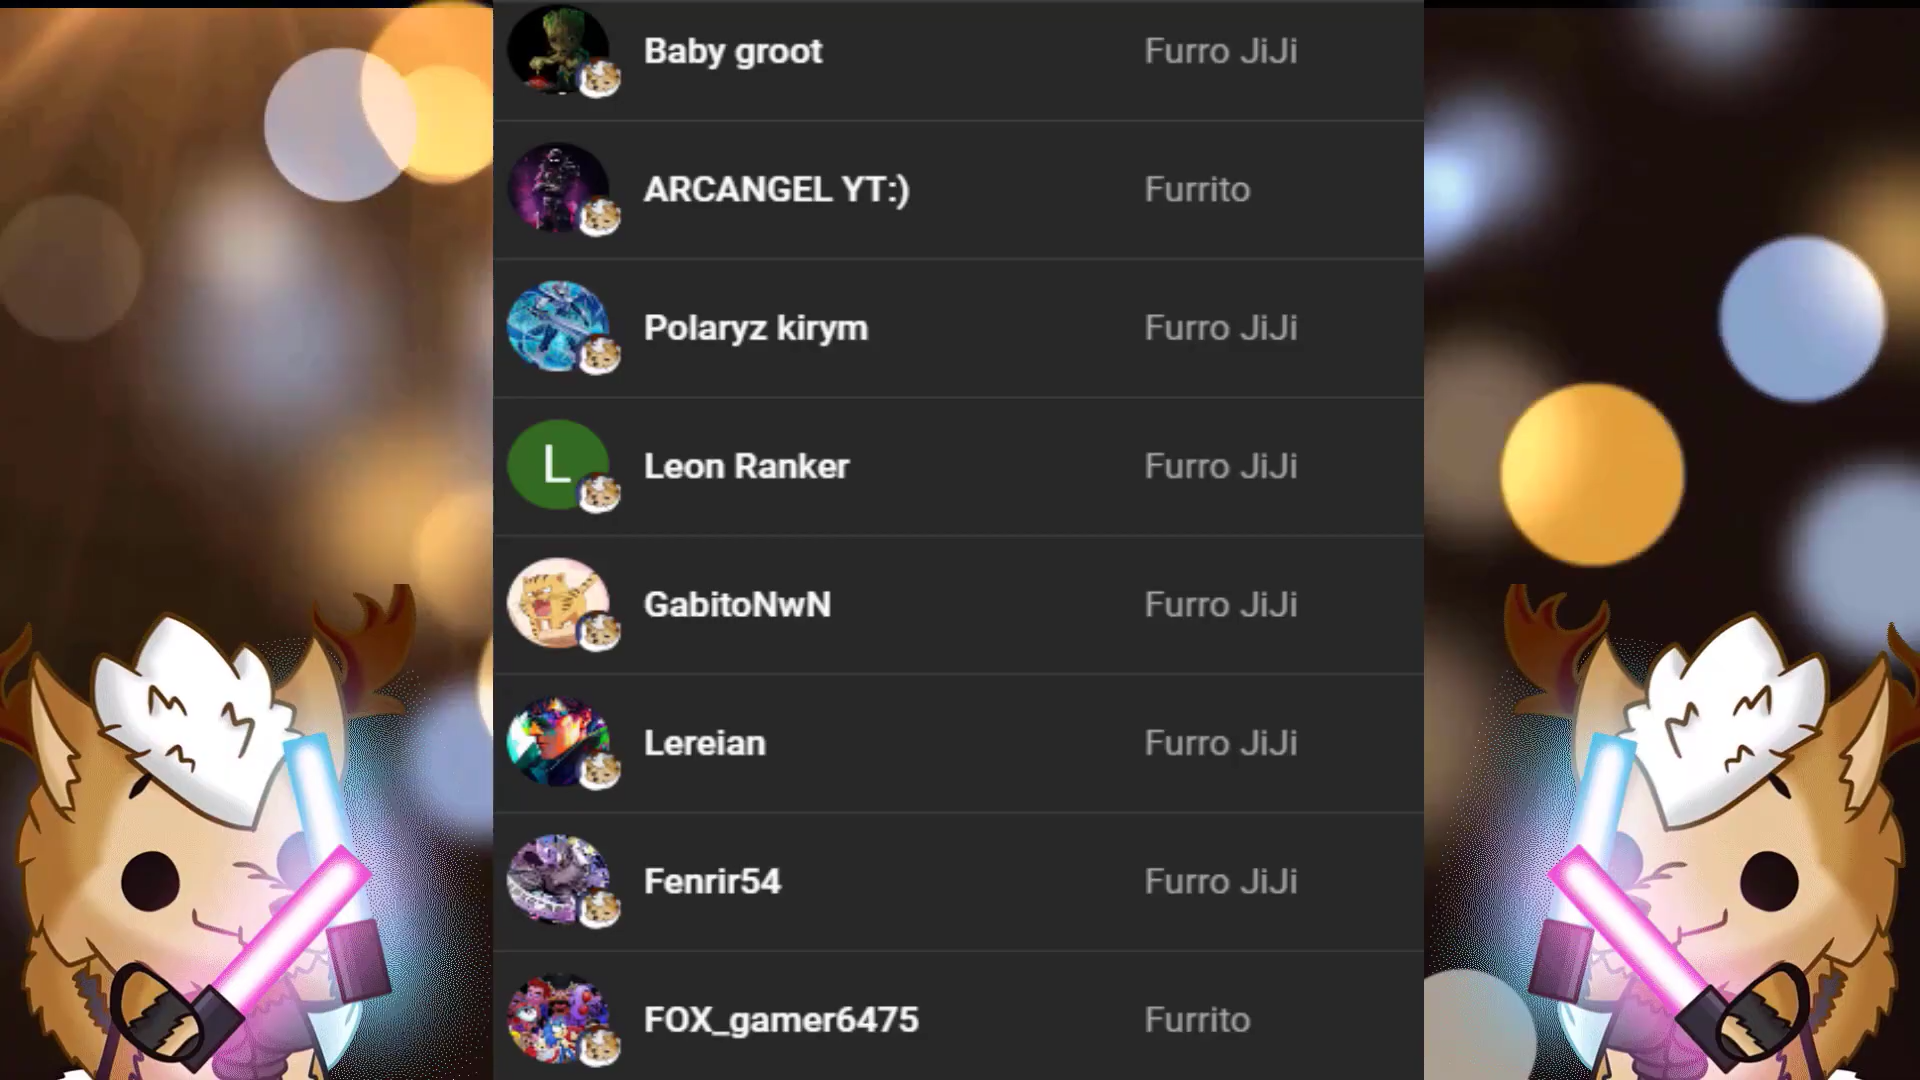 Baby groot Furro JiJi
ARCANGEL YT:) Furrito
Polaryz kirym Furro JiJi
L Leon Ranker Furro JiJi
GabitoNwN Furro JiJi
Lereian Furro JiJi
Fenrir54 Furro JiJi
FOX_gamer6475 Furrito